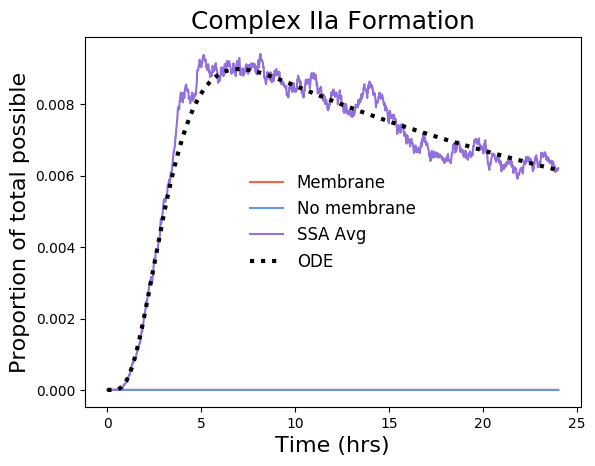 Complex IIa Formation
Proportion of total possible
0.008
0.006
0.004
0.002
0.000
Membrane
No membrane
SSA Avg
ODE
0 5 10 15 20 25
Time (hrs)